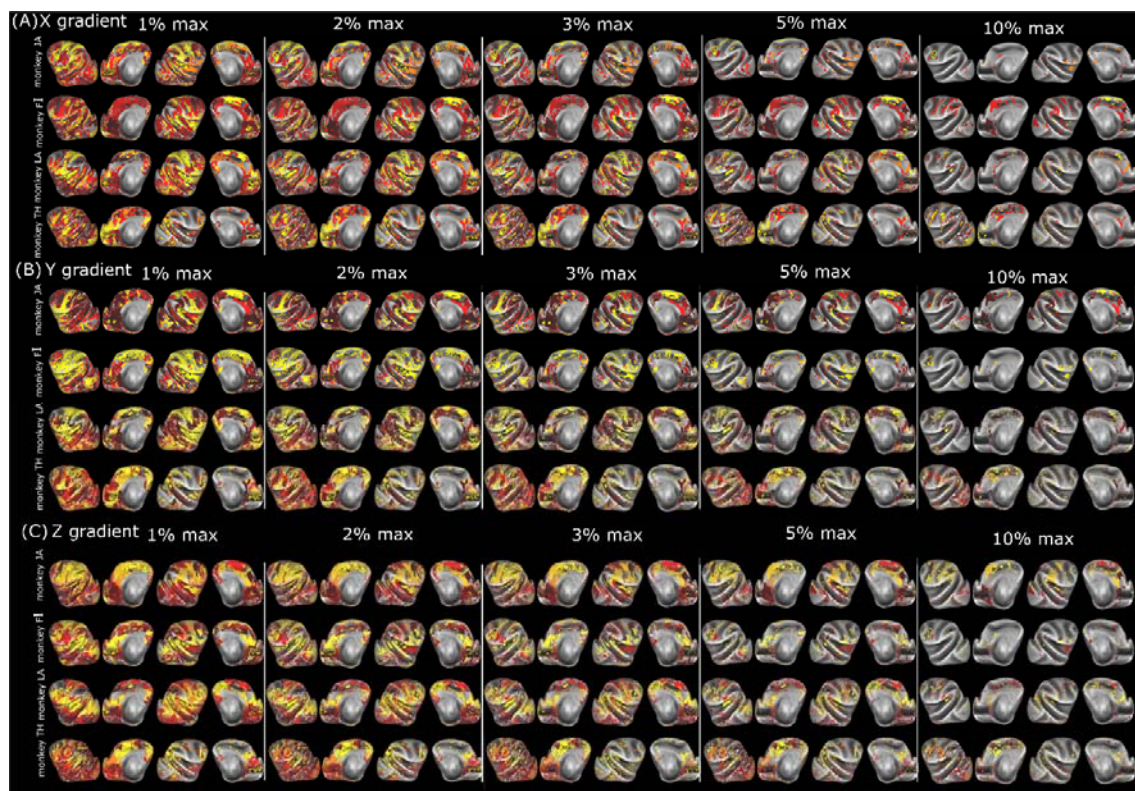 (A) X gradient 1% max 2% max 3% max 5% max 10% max
monkey JA
monkey FI
monkey LA
monkey TH
(B) Y gradient 1% max 2% max 3% max 5% max 10% max
monkey JA
monkey FI
monkey LA
monkey TH
(C) Z gradient 1% max 2% max 3% max 5% max 10% max
monkey JA
monkey FI
monkey LA
monkey TH